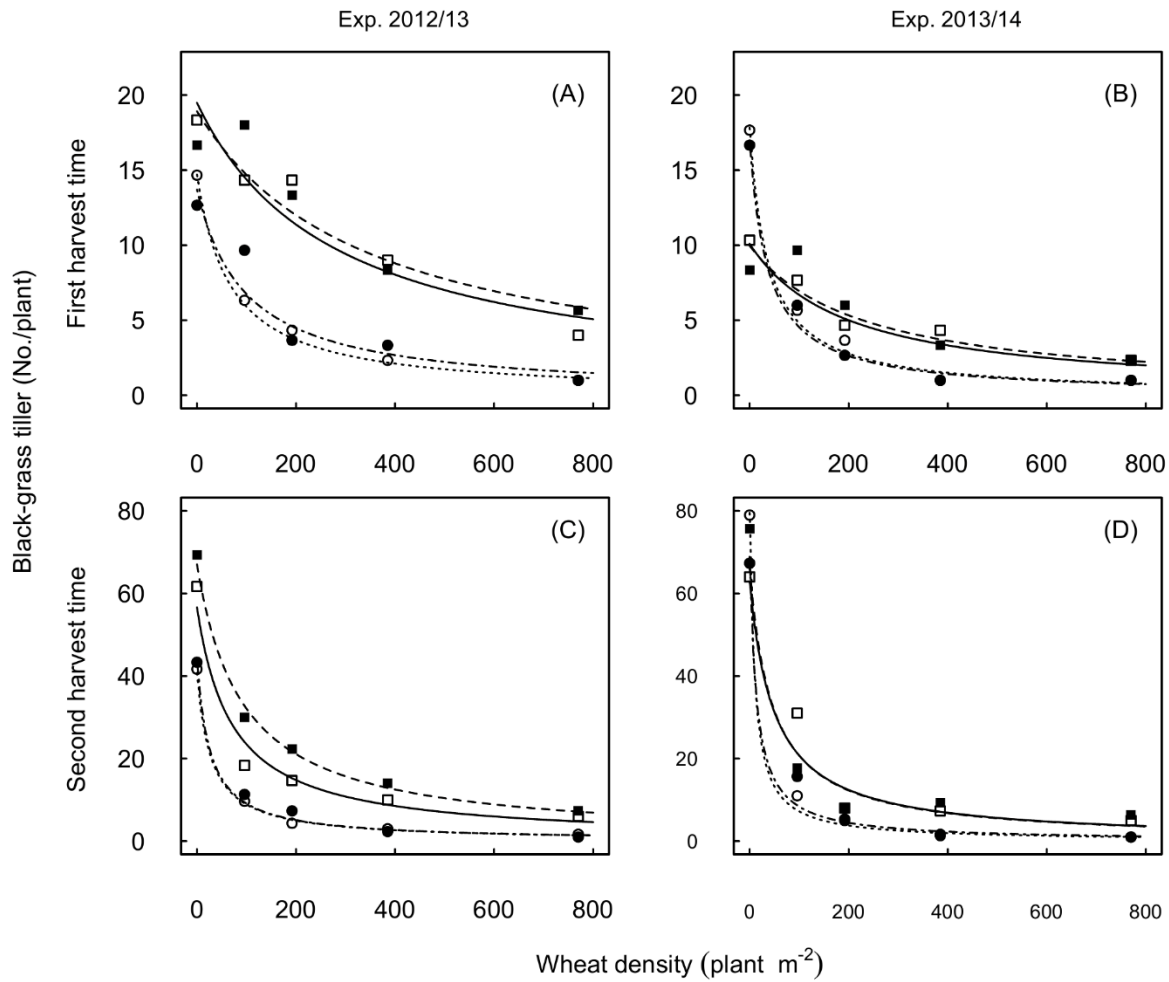 Exp. 2012/13
Exp. 2013/14
Black-grass tiller (No./plant)
First harvest time
(A)
20
15
10
5
0
0 200 400 600 800
(B)
20
15
10
5
0
0 200 400 600 800
Second harvest time
(C)
80
60
40
20
0
0 200 400 600 800
(D)
80
60
40
20
0
0 200 400 600 800
Wheat density (plant m⁻²)